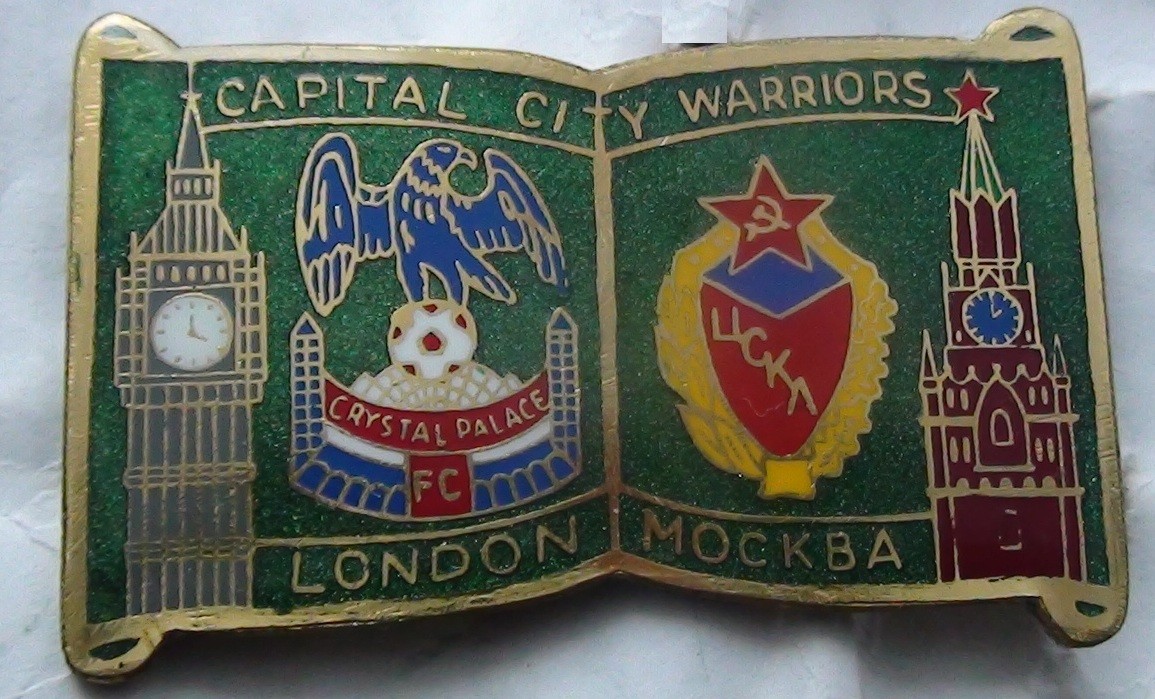 CAPITAL CITY WARRIORS
CRYSTAL PALACE
FC
ЦСКА
LONDON
МОСКВА